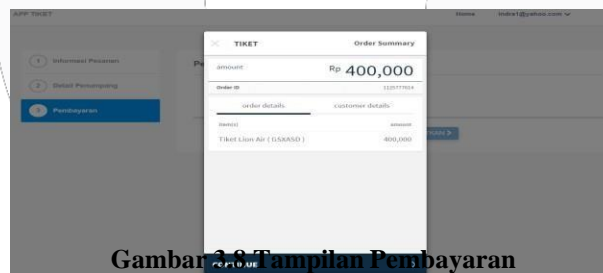 APP TIKET
Home
Indra1@yahoo.com
1 Informasi Pesanan
2 Detail Penumpang
3 Pembayaran
TIKET
Order Summary
amount
Rp 400,000
Order ID
order details
customer details
item(s)
amount
Tiket Lion Air ( GSXASD )
400,000
CONTINUE
Gambar 3.8 Tampilan Pembayaran